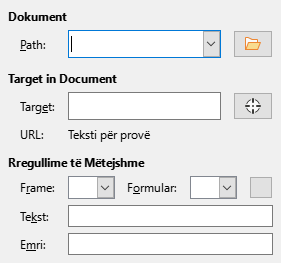 Dokument
Path:
Target in Document
Target:
URL: Teksti për provë
Rregullime të Mëtejshme
Frame: Formular:
Tekst:
Emri: